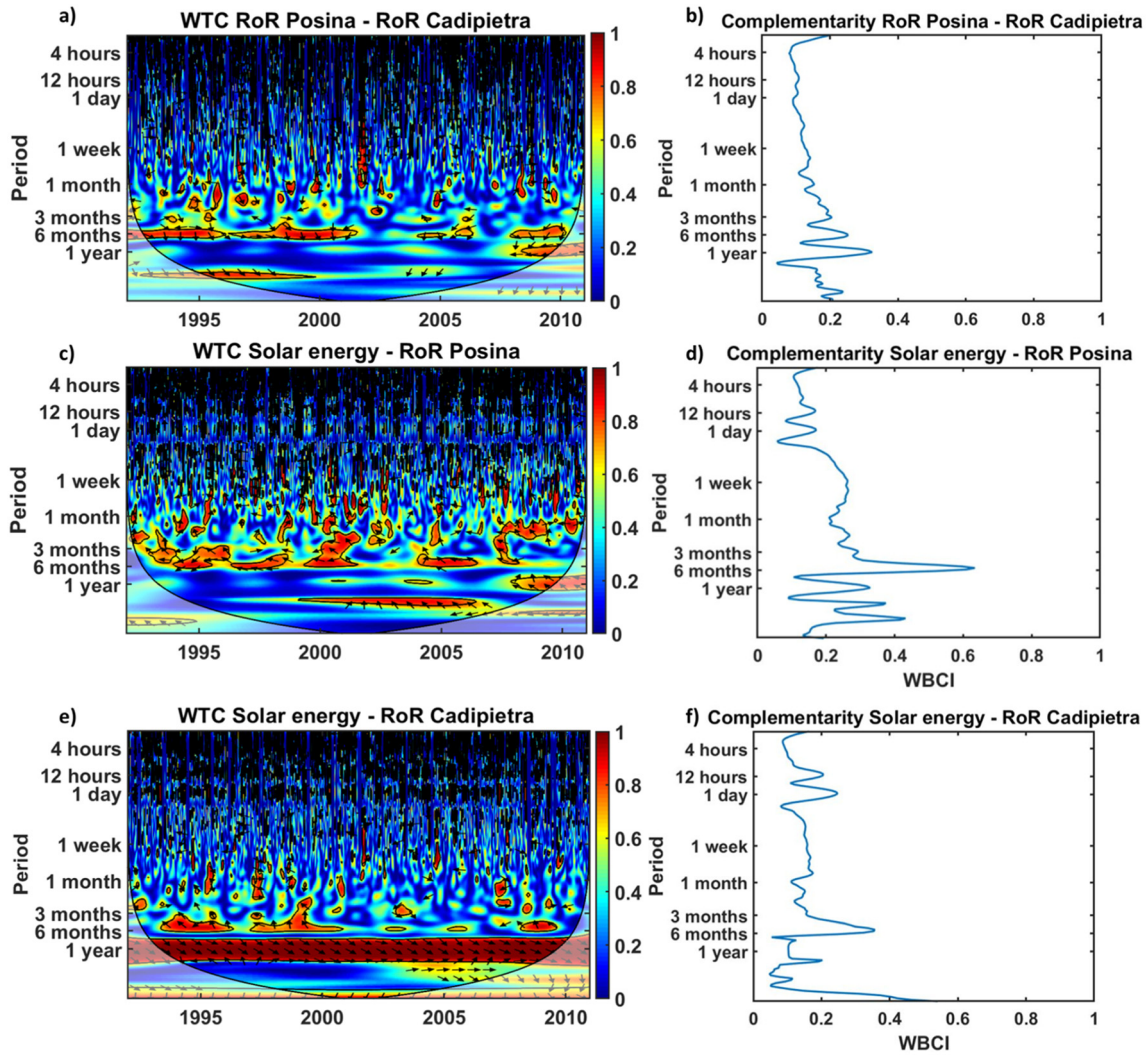 a) WTC RoR Posina - RoR Cadipietra
Period
4 hours
12 hours
1 day
1 week
1 month
3 months
6 months
1 year
1995 2000 2005 2010
1
0.8
0.6
0.4
0.2
0
b) Complementarity RoR Posina - RoR Cadipietra
Period
4 hours
12 hours
1 day
1 week
1 month
3 months
6 months
1 year
0 0.2 0.4 0.6 0.8 1
c) WTC Solar energy - RoR Posina
Period
4 hours
12 hours
1 day
1 week
1 month
3 months
6 months
1 year
1995 2000 2005 2010
1
0.8
0.6
0.4
0.2
0
d) Complementarity Solar energy - RoR Posina
Period
4 hours
12 hours
1 day
1 week
1 month
3 months
6 months
1 year
0 0.2 0.4 0.6 0.8 1
WBCI
e) WTC Solar energy - RoR Cadipietra
Period
4 hours
12 hours
1 day
1 week
1 month
3 months
6 months
1 year
1995 2000 2005 2010
1
0.8
0.6
0.4
0.2
0
f) Complementarity Solar energy - RoR Cadipietra
Period
4 hours
12 hours
1 day
1 week
1 month
3 months
6 months
1 year
0 0.2 0.4 0.6 0.8 1
WBCI